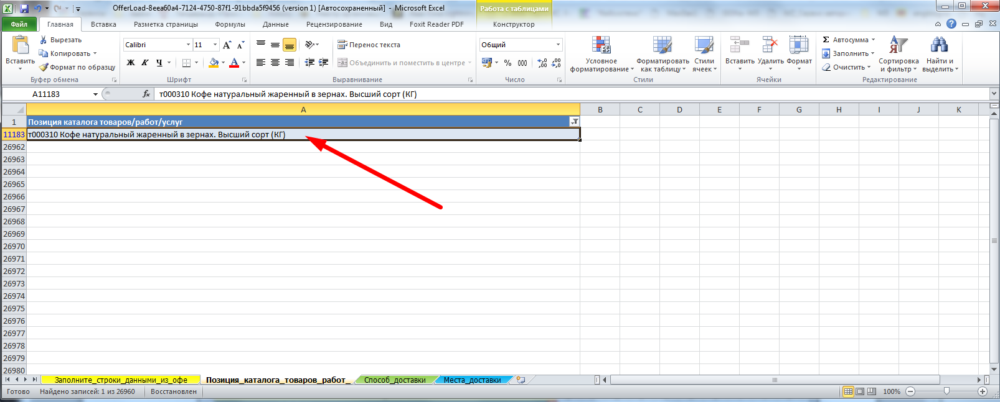 OfferLoad-8eea60a4-7124-4750-87f1-91bbda5f9456 (version 1) [Автосохраненный] - Microsoft Excel
Работа с таблицами
Файл Главная Вставка Разметка страницы Формулы Данные Рецензирование Вид Foxit Reader PDF Конструктор
Вставить
Вырезать
Копировать
Формат по образцу
Буфер обмена
Calibri 11
Ж К Ч
Шрифт
Перенос текста
Объединить и поместить в центре
Выравнивание
Общий
% 000
Число
Условное форматирование
Форматировать как таблицу
Стили ячеек
Стили
Вставить Удалить Формат
Ячейки
Σ Автосумма
Заполнить
Очистить
Сортировка и фильтр
Найти и выделить
Редактирование
A11183 fx т000310 Кофе натуральный жаренный в зернах. Высший сорт (КГ)
A B C D E F G H I J K
1 Позиция каталога товаров/работ/услуг
11183 т000310 Кофе натуральный жаренный в зернах. Высший сорт (КГ)
26962
26963
26964
26965
26966
26967
26968
26969
26970
26971
26972
26973
26974
26975
26976
26977
26978
26979
26980
Заполните_строки_данными_из_офе Позиция_каталога_товаров_работ_ Способ_доставки Места_доставки
Готово Найдено записей: 1 из 26960 Восстановлен 100%